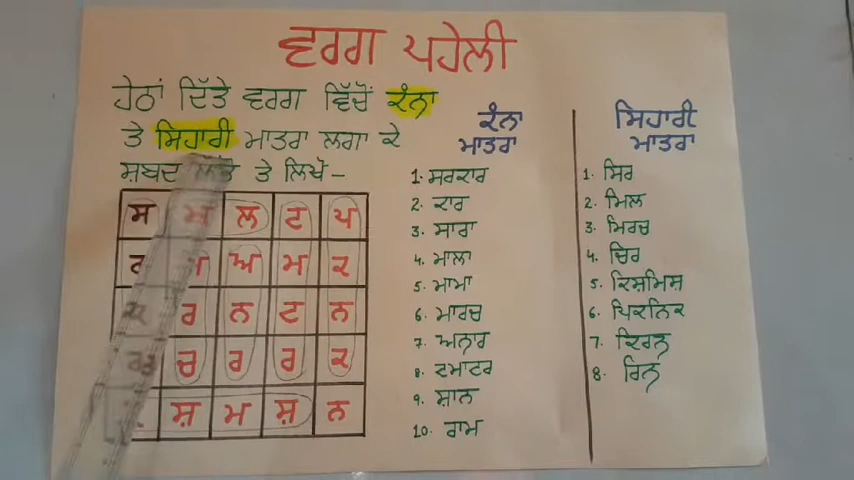 ਵਰਗ ਪਹੇਲੀ
ਹੇਠਾਂ ਦਿੱਤੇ ਵਰਗ ਵਿੱਚੋਂ ਕੰਨਾ
ਤੇ ਸਿਹਾਰੀ ਮਾਤਰਾ ਲਗਾ ਕੇ
ਸ਼ਬਦ ਤੇ ਲਿਖੋ-
ਸ ਲ ਟ ਪ
ਅ ਮ ਕ
ਰ ਨ ਟ ਨ
ਚ ਰ ਰ ਕ
ਸ਼ ਮ ਸ਼ ਨ
ਕੰਨਾ
ਮਾਤਰਾ
1. ਸਰਕਾਰ
2. ਕਾਰ
3. ਸਾਰਾ
4. ਮਾਲਾ
5. ਮਾਮਾ
6. ਮਾਰਚ
7. ਅਨਾਰ
8. ਟਮਾਟਰ
9. ਸ਼ਾਨ
10. ਰਾਮ
ਸਿਹਾਰੀ
ਮਾਤਰਾ
1. ਸਿਰ
2. ਮਿਲ
3. ਮਿਰਚ
4. ਚਿਰ
5. ਕਿਸ਼ਮਿਸ਼
6. ਪਿਕਨਿਕ
7. ਕਿਰਨ
8. ਰਿਨ